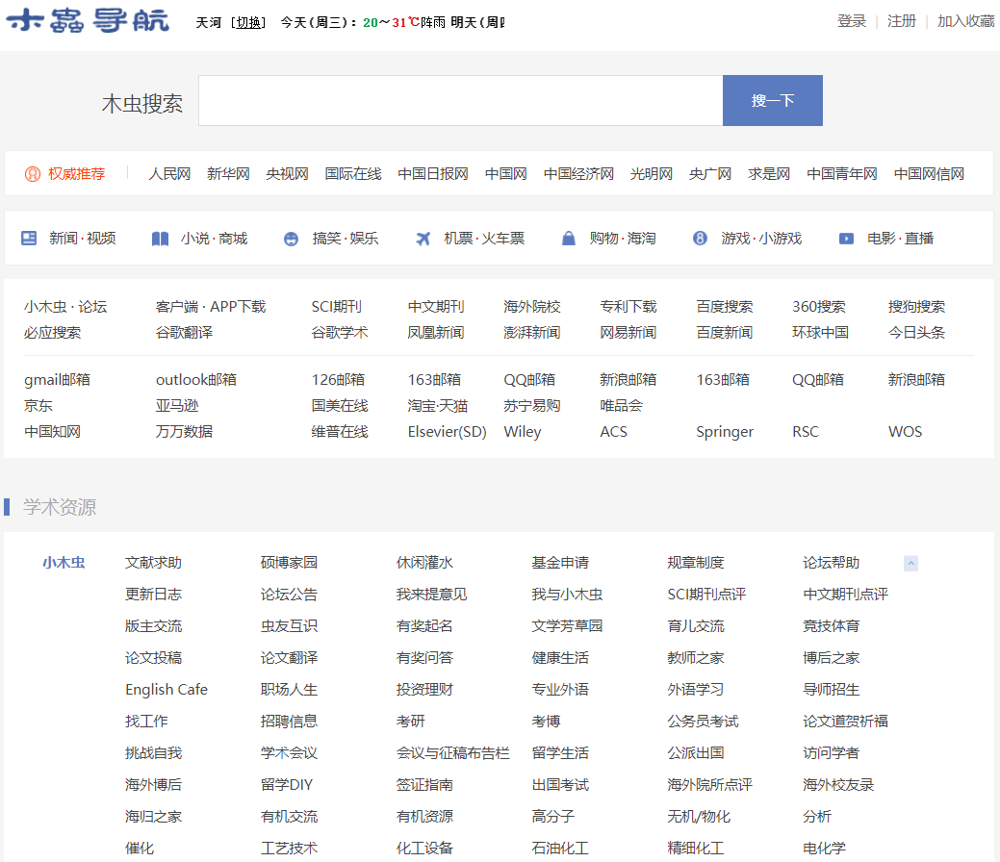 木蟲导航 天河 [切换] 今天(周三)：20～31℃阵雨 明天(周四 登录 | 注册 | 加入收藏
木虫搜索 搜一下
权威推荐 人民网 新华网 央视网 国际在线 中国日报网 中国网 中国经济网 光明网 央广网 求是网 中国青年网 中国网信网
新闻·视频 小说·商城 搞笑·娱乐 机票·火车票 购物·海淘 游戏·小游戏 电影·直播
小木虫·论坛 客户端·APP下载 SCI期刊 中文期刊 海外院校 专利下载 百度搜索 360搜索 搜狗搜索
必应搜索 谷歌翻译 谷歌学术 凤凰新闻 澎湃新闻 网易新闻 百度新闻 环球中国 今日头条
gmail邮箱 outlook邮箱 126邮箱 163邮箱 QQ邮箱 新浪邮箱 163邮箱 QQ邮箱 新浪邮箱
京东 亚马逊 国美在线 淘宝·天猫 苏宁易购 唯品会
中国知网 万万数据 维普在线 Elsevier(SD) Wiley ACS Springer RSC WOS
学术资源
小木虫 文献求助 硕博家园 休闲灌水 基金申请 规章制度 论坛帮助
更新日志 论坛公告 我来提意见 我与小木虫 SCI期刊点评 中文期刊点评
版主交流 虫友互识 有奖起名 文学芳草园 育儿交流 竞技体育
论文投稿 论文翻译 有奖问答 健康生活 教师之家 博后之家
English Cafe 职场人生 投资理财 专业外语 外语学习 导师招生
找工作 招聘信息 考研 考博 公务员考试 论文道贺祈福
挑战自我 学术会议 会议与征稿布告栏 留学生活 公派出国 访问学者
海外博后 留学DIY 签证指南 出国考试 海外院所点评 海外校友录
海归之家 有机交流 有机资源 高分子 无机/物化 分析
催化 工艺技术 化工设备 石油化工 精细化工 电化学